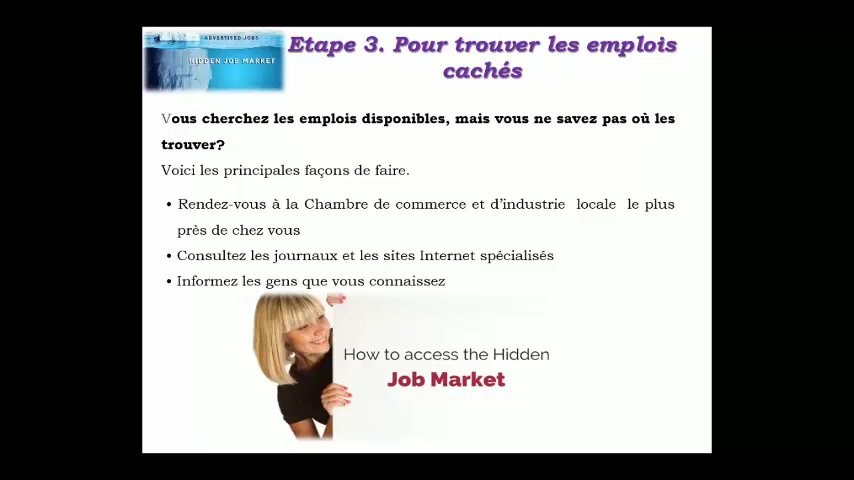 ADVERTISED JOBS
HIDDEN JOB MARKET
Etape 3. Pour trouver les emplois
cachés
Vous cherchez les emplois disponibles, mais vous ne savez pas où les
trouver?
Voici les principales façons de faire.
• Rendez-vous à la Chambre de commerce et d’industrie locale le plus
près de chez vous
• Consultez les journaux et les sites Internet spécialisés
• Informez les gens que vous connaissez
How to access the Hidden
Job Market